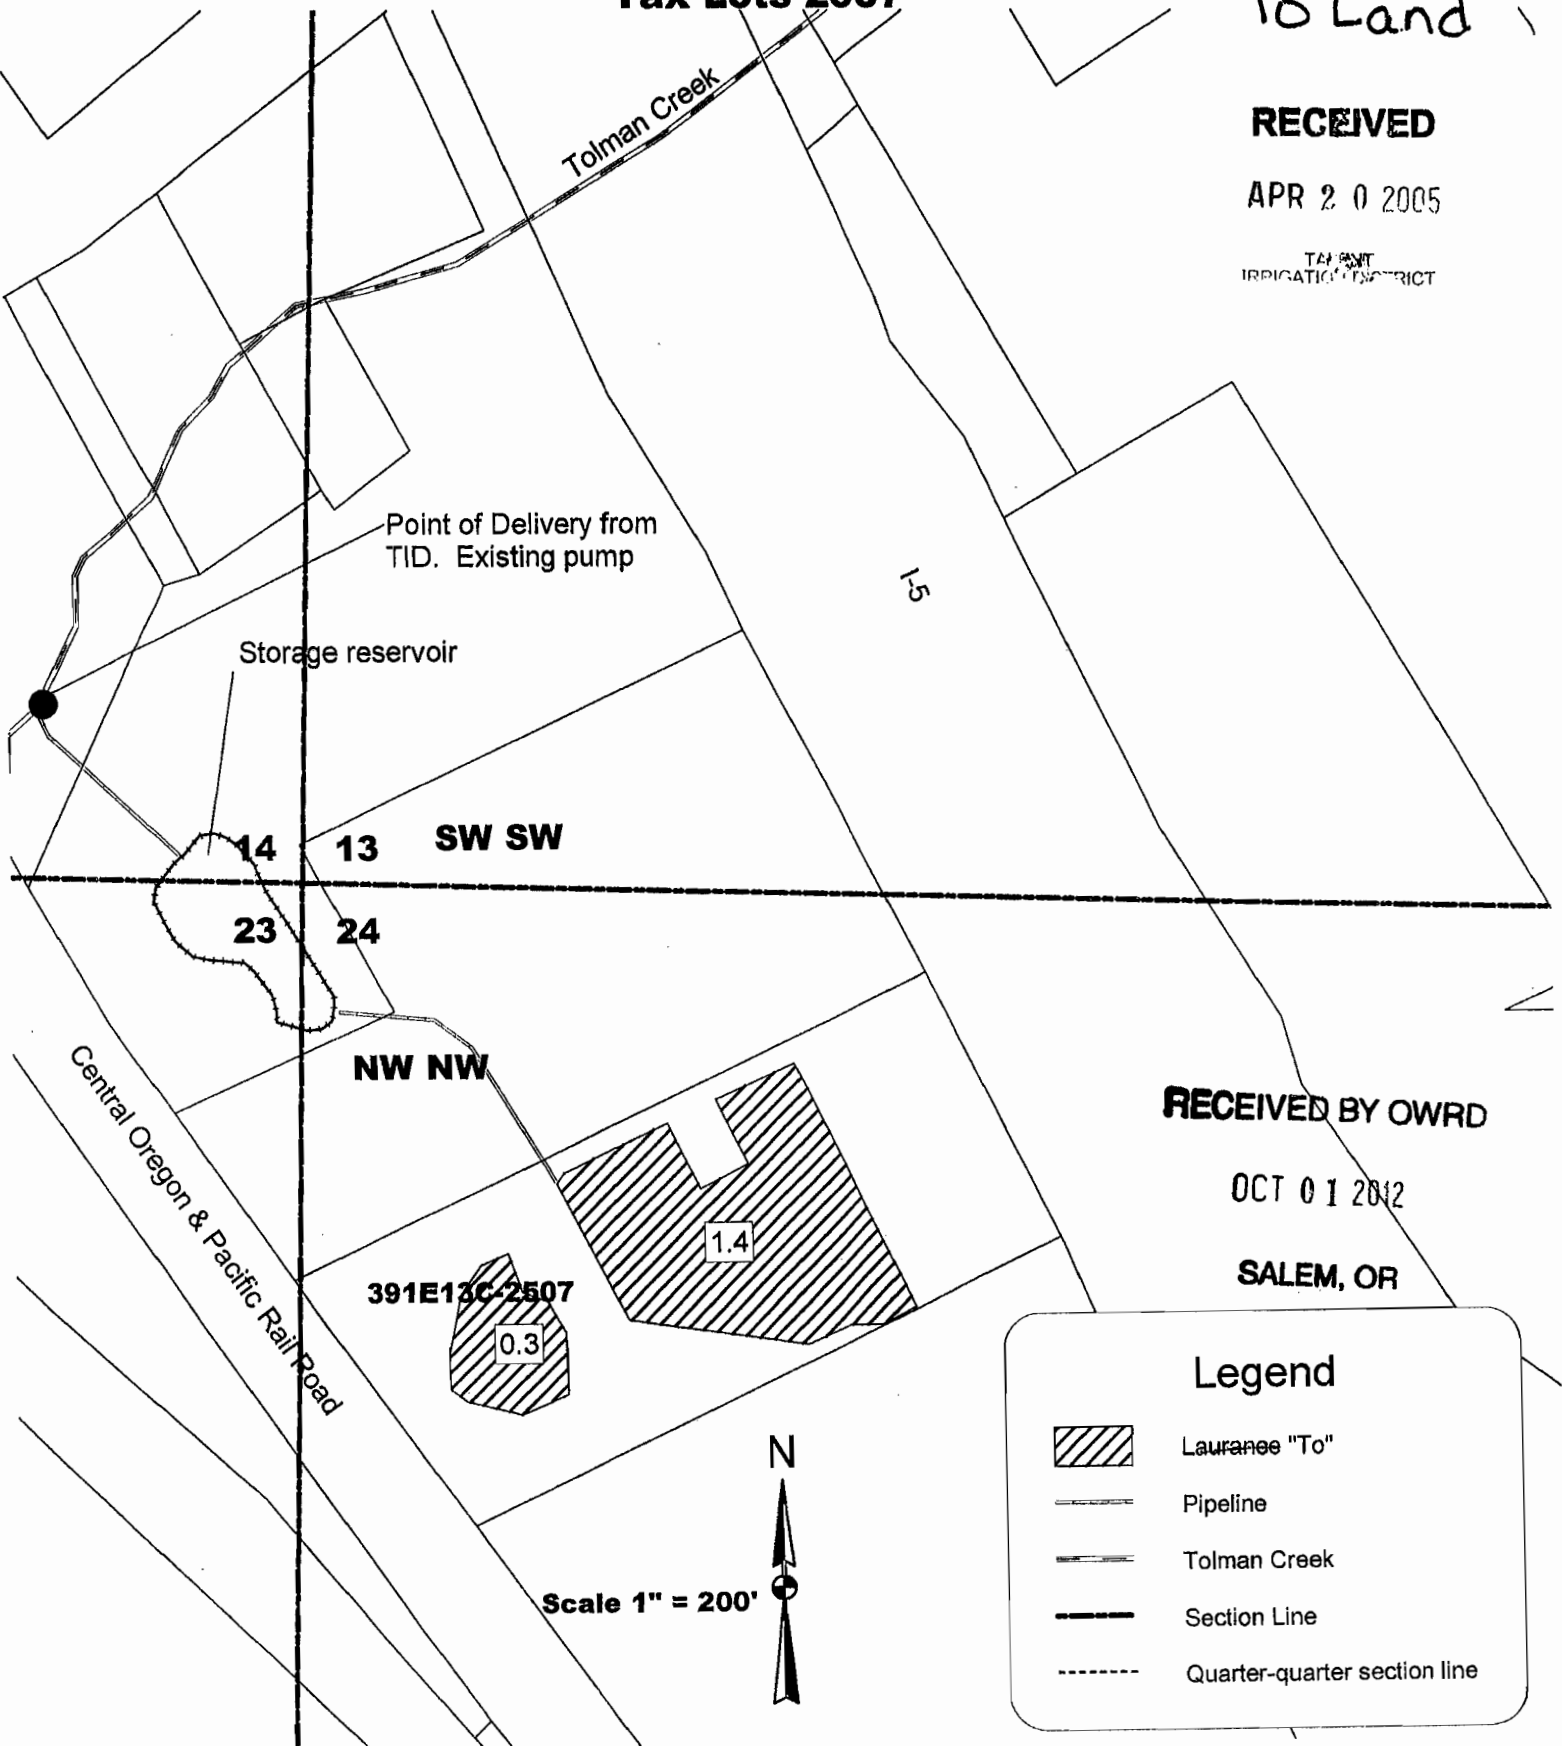 Tax Lots 2507
To Land
Tolman Creek
RECEIVED
APR 2 0 2005
TALENT
IRRIGATION DISTRICT
Point of Delivery from
TID. Existing pump
I-5
Storage reservoir
14
13
SW SW
23
24
NW NW
Central Oregon & Pacific Rail Road
RECEIVED BY OWRD
OCT 0 1 2012
SALEM, OR
1.4
391E13C-2507
0.3
N
Scale 1" = 200'
Legend
Lauranee "To"
Pipeline
Tolman Creek
Section Line
Quarter-quarter section line